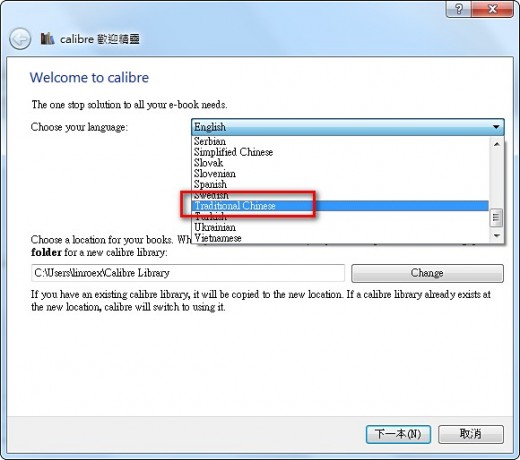 calibre 歡迎精靈
Welcome to calibre
The one stop solution to all your e-book needs.
Choose your language:
English
Serbian
Simplified Chinese
Slovak
Slovenian
Spanish
Swedish
Traditional Chinese
Turkish
Ukrainian
Vietnamese
Choose a location for your books.
folder for a new calibre library:
C:\Users\linroex\Calibre Library
Change
If you have an existing calibre library, it will be copied to the new location. If a calibre library already exists at
the new location, calibre will switch to using it.
下一本(N)
取消